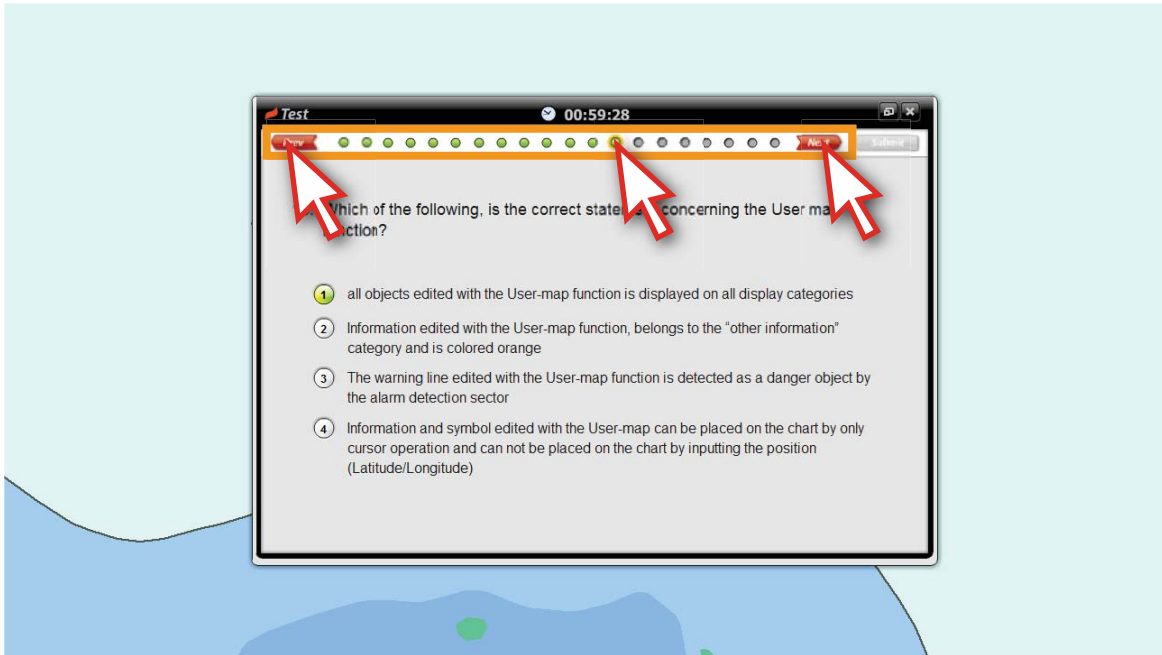 Test
00:59:28
Prev
Next
Submit
Which of the following, is the correct concerning the User
function?
1 all objects edited with the User-map function is displayed on all display categories
2 Information edited with the User-map function, belongs to the “other information”
category and is colored orange
3 The warning line edited with the User-map function is detected as a danger object by
the alarm detection sector
4 Information and symbol edited with the User-map can be placed on the chart by only
cursor operation and can not be placed on the chart by inputting the position
(Latitude/Longitude)